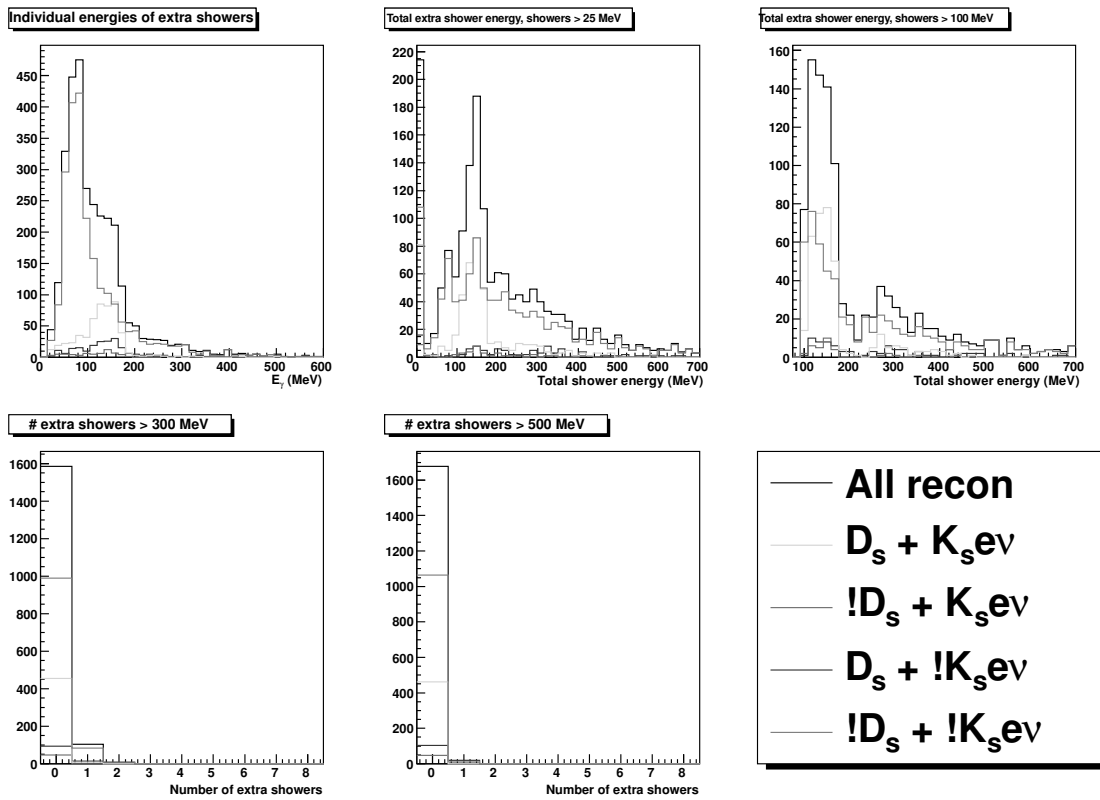 Individual energies of extra showers
450
400
350
300
250
200
150
100
50
0
0 100 200 300 400 500 600
Eγ (MeV)
Total extra shower energy, showers > 25 MeV
220
200
180
160
140
120
100
80
60
40
20
0
0 100 200 300 400 500 600 700
Total shower energy (MeV)
Total extra shower energy, showers > 100 MeV
160
140
120
100
80
60
40
20
0
100 200 300 400 500 600 700
Total shower energy (MeV)
# extra showers > 300 MeV
1600
1400
1200
1000
800
600
400
200
0
0 1 2 3 4 5 6 7 8
Number of extra showers
# extra showers > 500 MeV
1600
1400
1200
1000
800
600
400
200
0
0 1 2 3 4 5 6 7 8
Number of extra showers
All recon
Ds + Kseν
!Ds + Kseν
Ds + !Kseν
!Ds + !Kseν